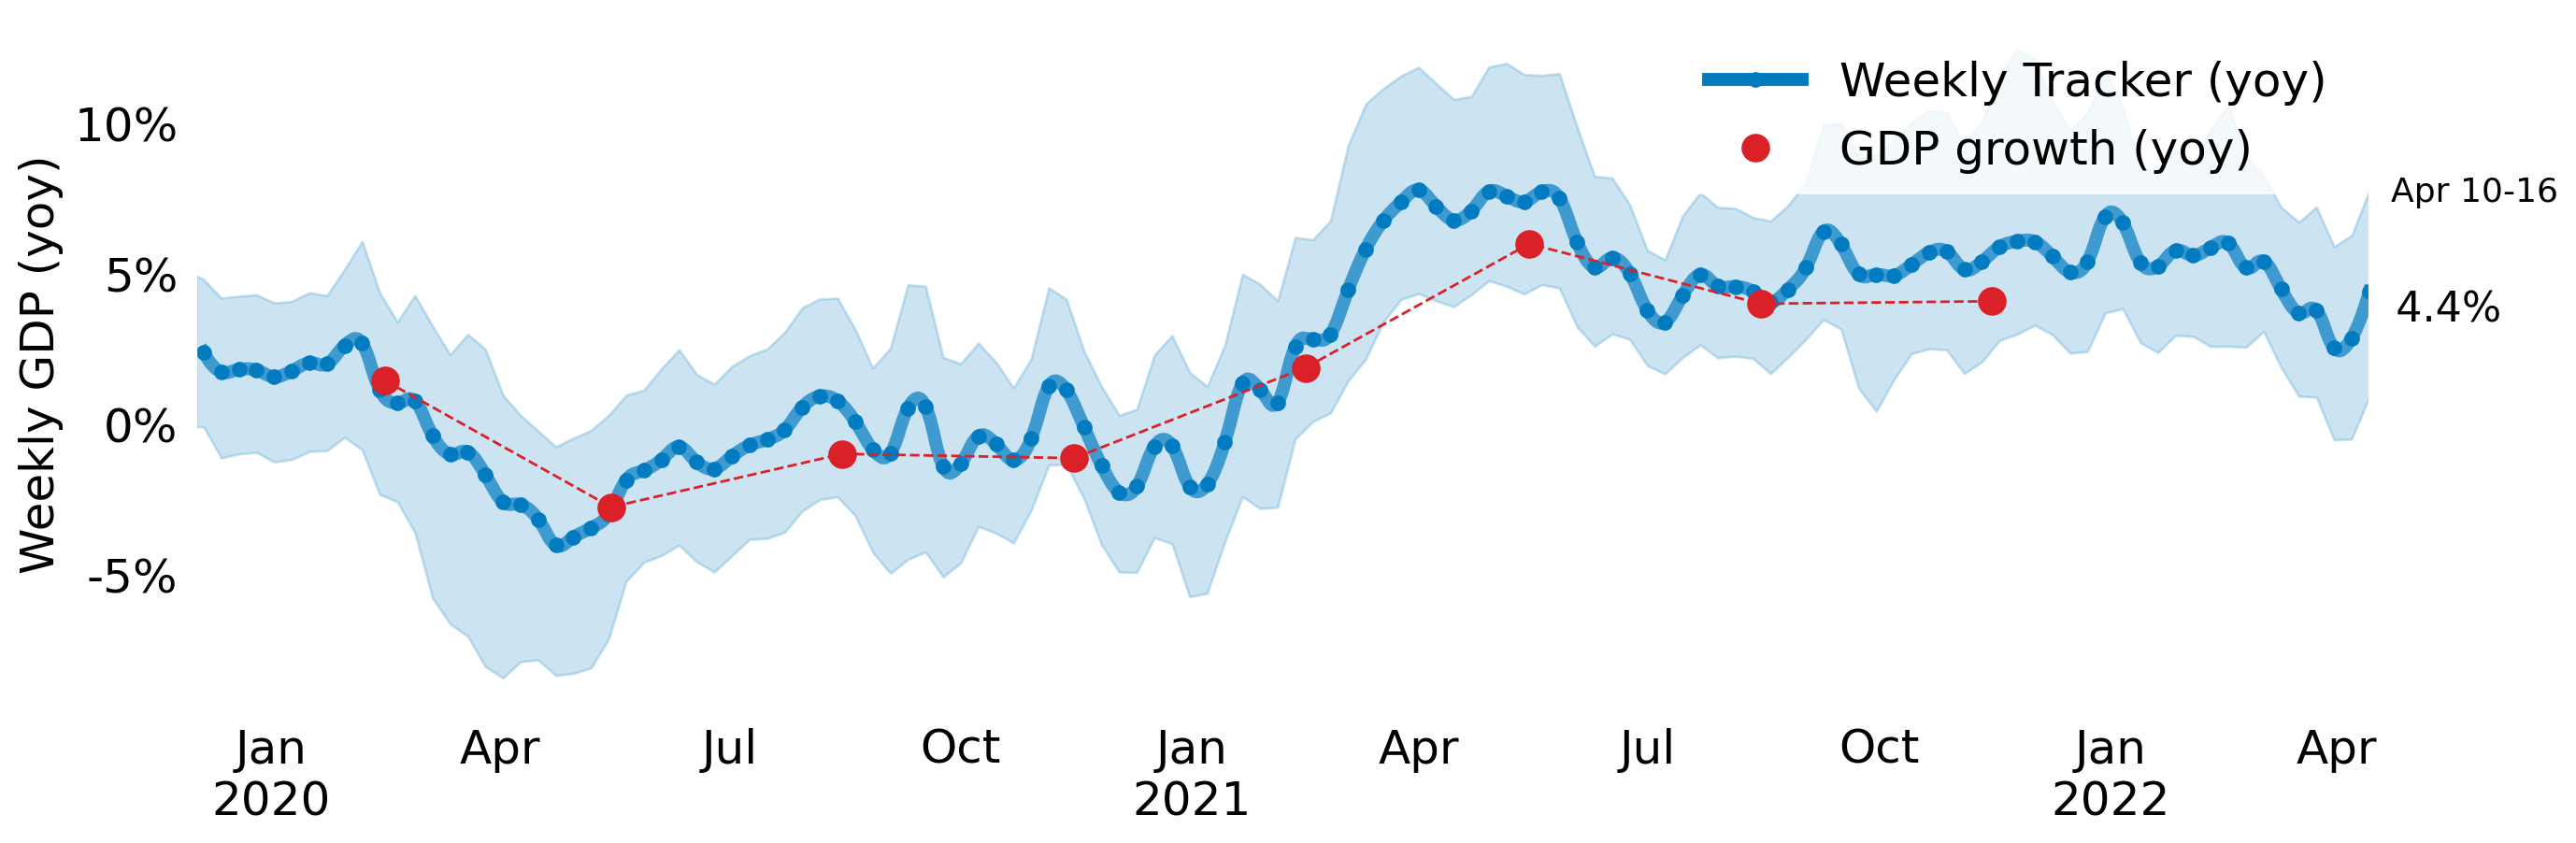 Weekly Tracker (yoy)
GDP growth (yoy)
Weekly GDP (yoy)
10%
5%
0%
-5%
Apr 10-16
4.4%
Jan Apr Jul Oct Jan Apr Jul Oct Jan Apr
2020 2021 2022